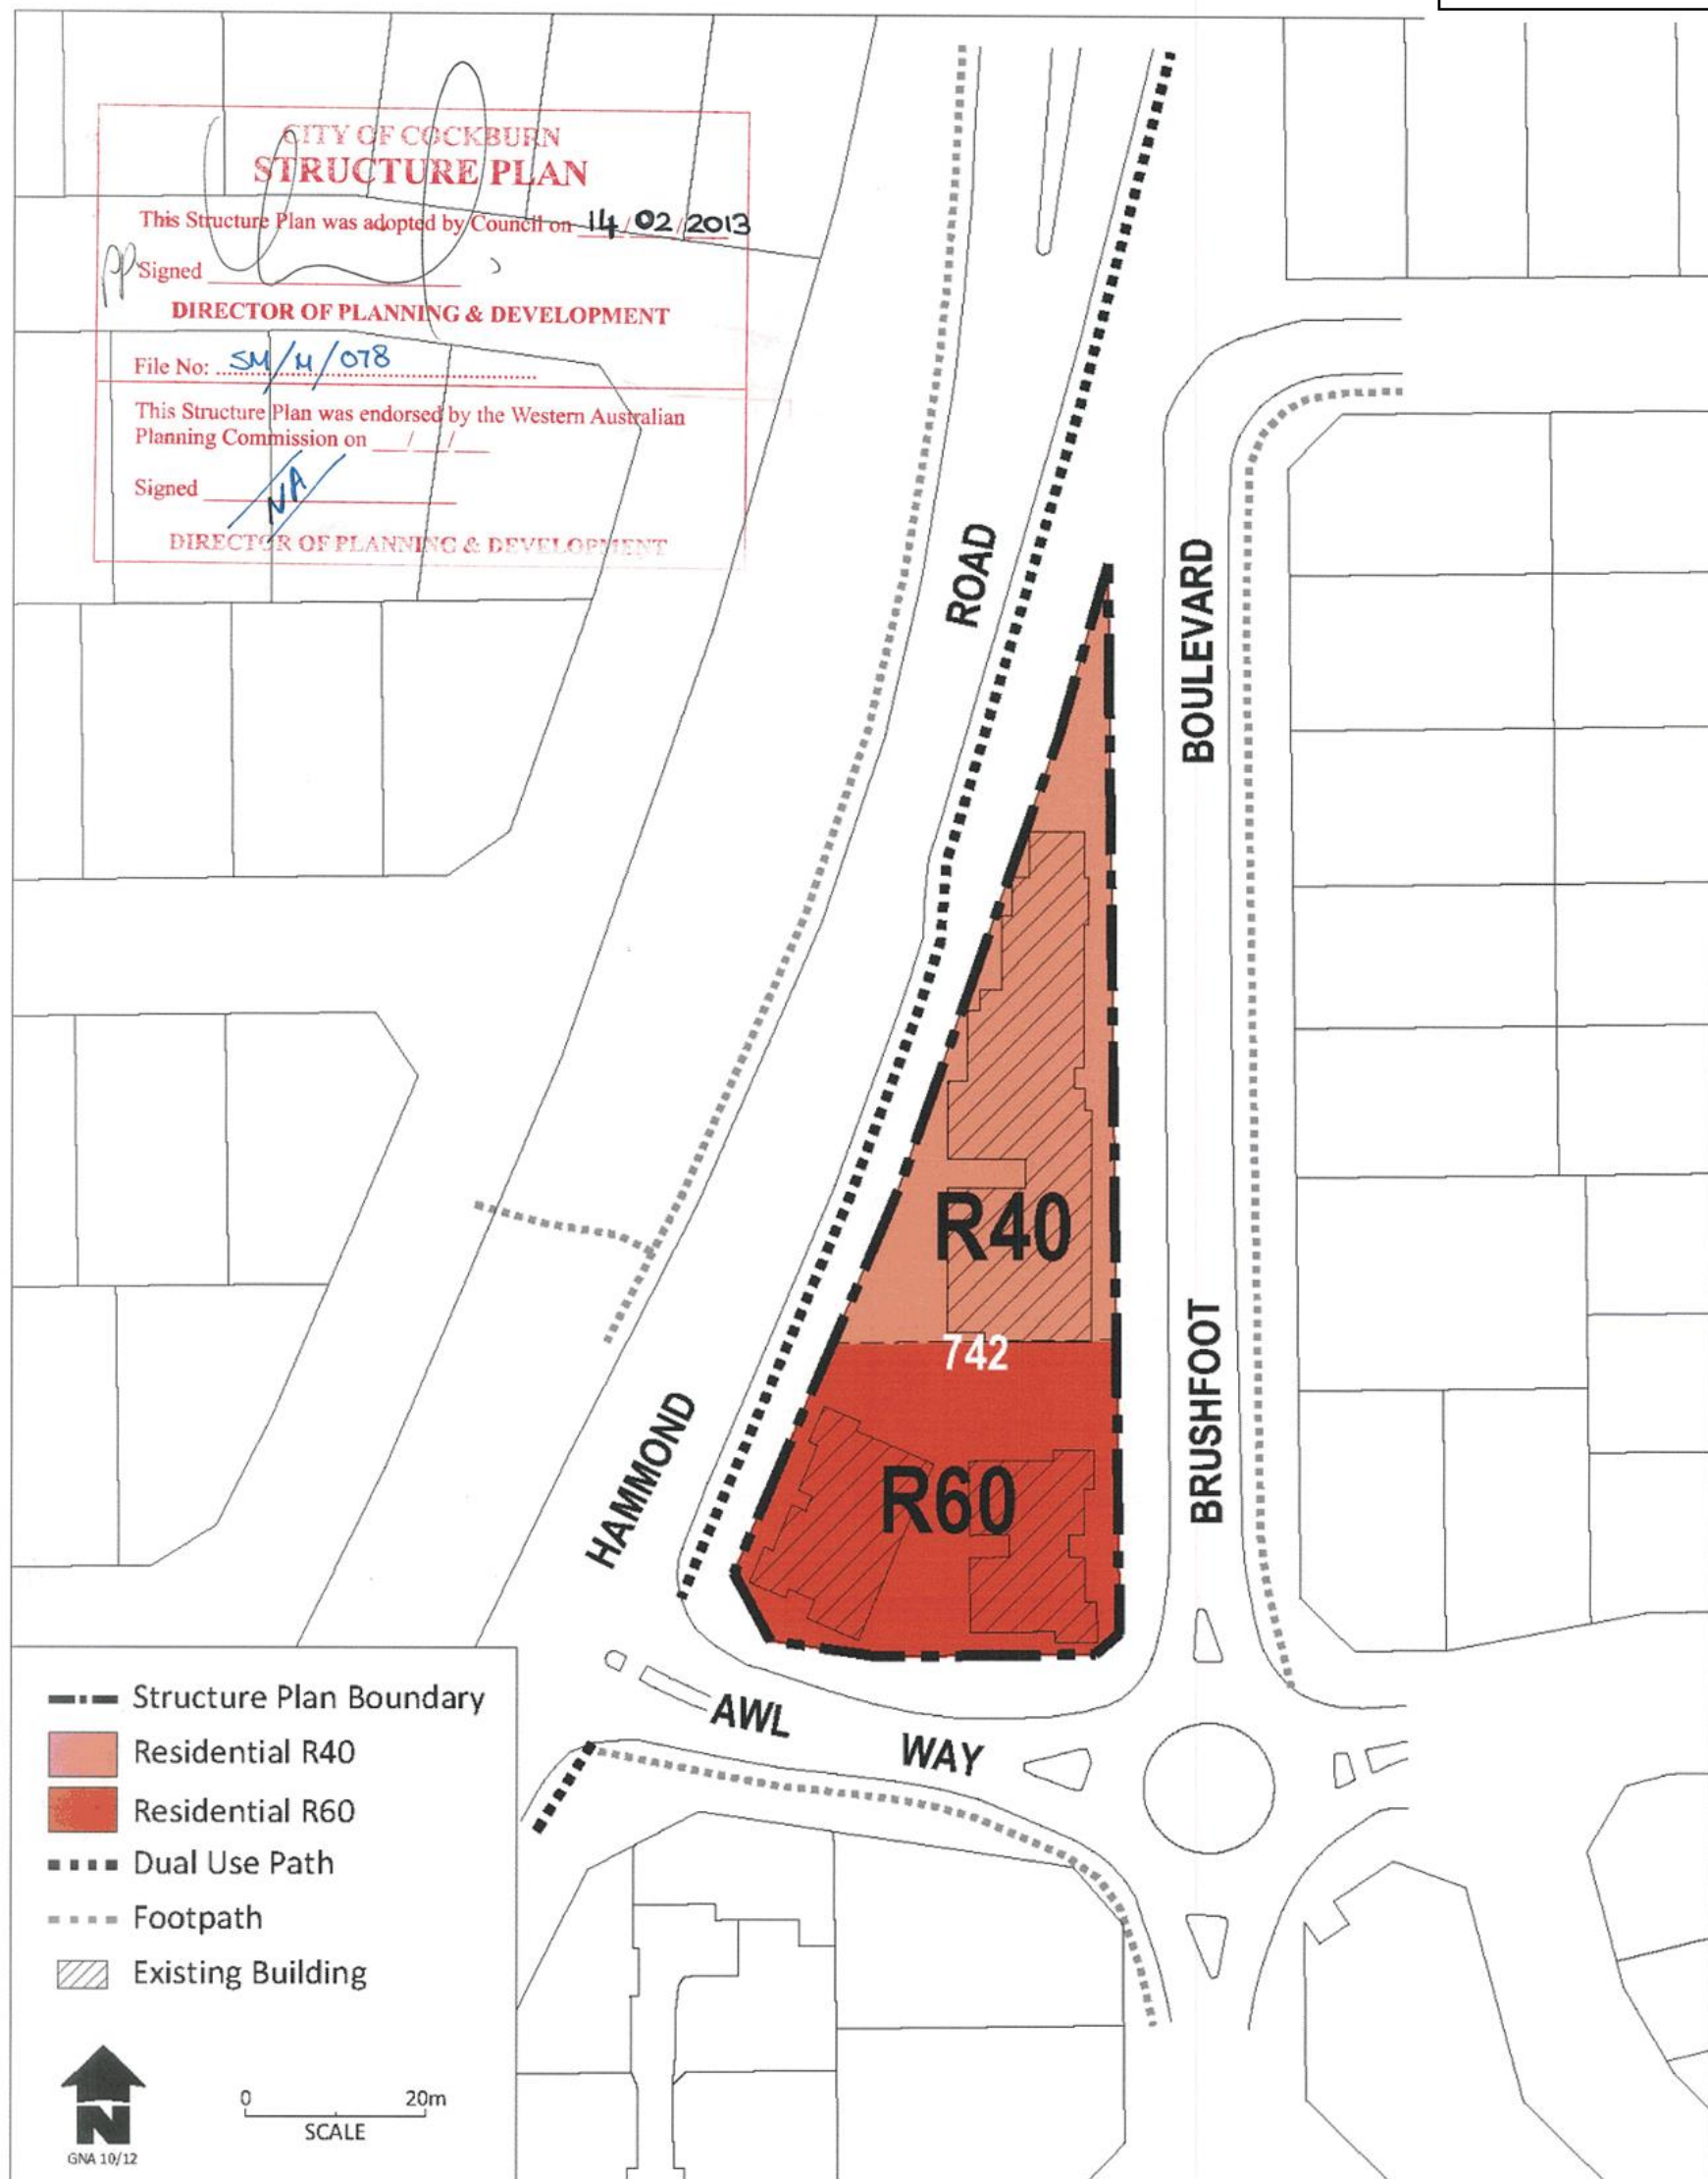 CITY OF COCKBURN
STRUCTURE PLAN
This Structure Plan was adopted by Council on 14/02/2013
pp Signed
DIRECTOR OF PLANNING & DEVELOPMENT
File No: SM/M/078
This Structure Plan was endorsed by the Western Australian
Planning Commission on / /
Signed NA
DIRECTOR OF PLANNING & DEVELOPMENT
ROAD
BOULEVARD
R40
742
HAMMOND
BRUSHFOOT
R60
AWL
WAY
Structure Plan Boundary
Residential R40
Residential R60
Dual Use Path
Footpath
Existing Building
N
GNA 10/12
0 20m
SCALE